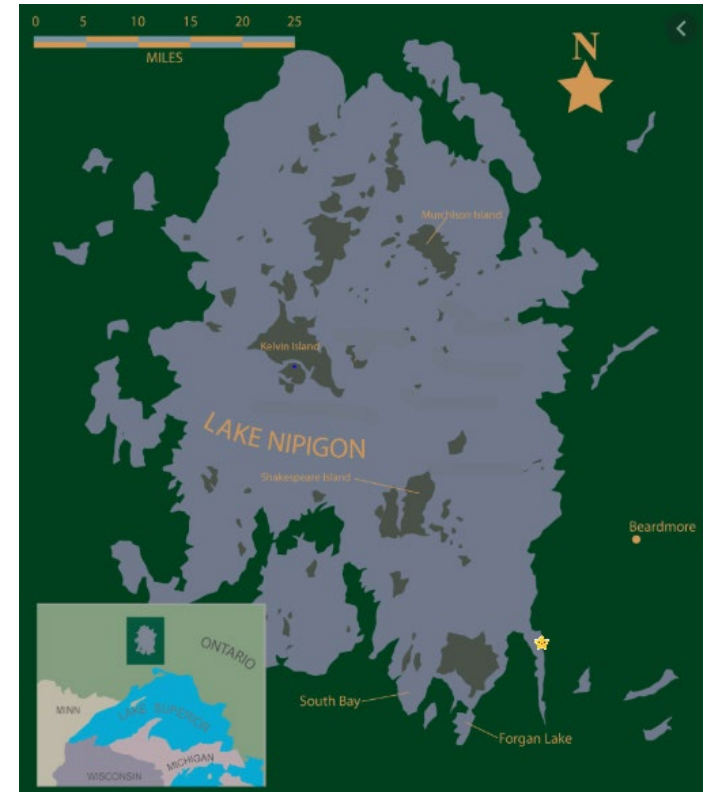 0 5 10 15 20 25
MILES
N
Murchison Island
Kelvin Island
LAKE NIPIGON
Shakespeare Island
Beardmore
ONTARIO
MINN
LAKE SUPERIOR
South Bay
MICHIGAN
Forgan Lake
WISCONSIN